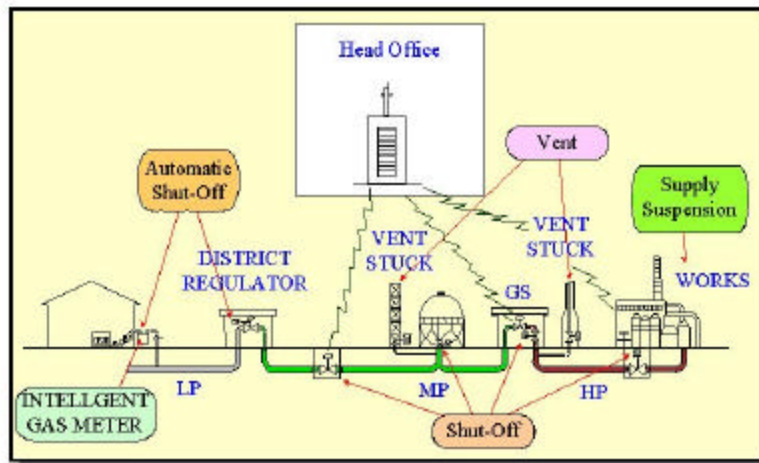 Head Office
Vent
Automatic
Shut-Off
Supply
Suspension
VENT
STUCK
VENT
STUCK
DISTRICT
REGULATOR
GS
WORKS
LP
MP
HP
INTELLGENT
GAS METER
Shut-Off